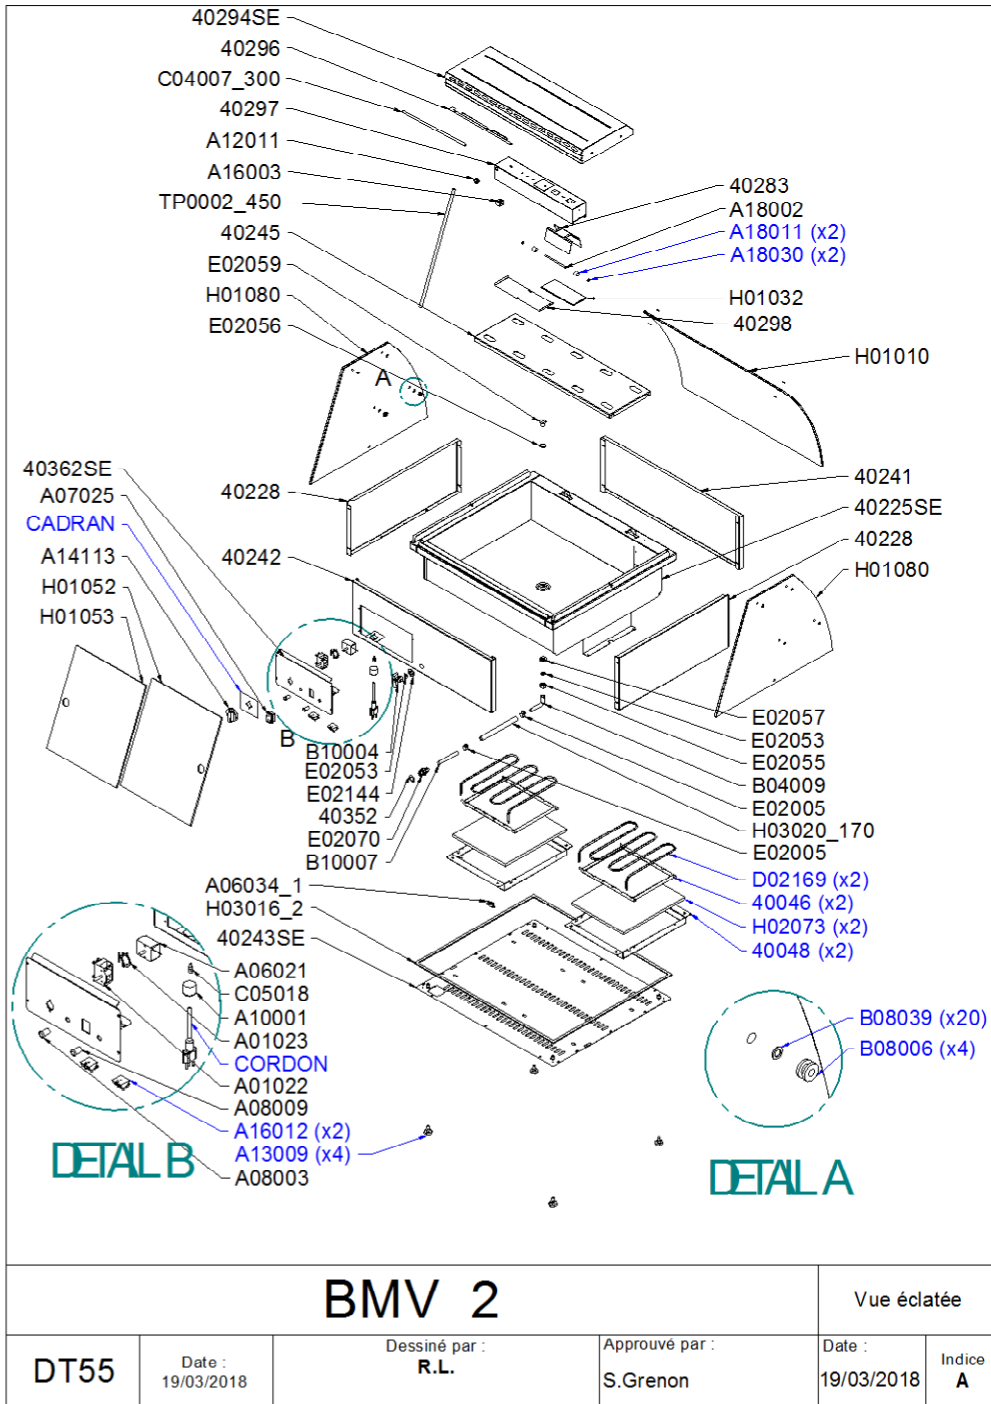 40294SE
40296
C04007_300
40297
A12011
A16003
TP0002_450
40245
E02059
H01080
E02056
40283
A18002
A18011 (x2)
A18030 (x2)
H01032
40298
H01010
A
40362SE
A07025
CADRAN
A14113
H01052
H01053
40228
40242
40241
40225SE
40228
H01080
B
B10004
E02053
E02144
40352
E02070
B10007
E02057
E02053
E02055
B04009
E02005
H03020_170
E02005
D02169 (x2)
40046 (x2)
H02073 (x2)
40048 (x2)
A06034_1
H03016_2
40243SE
A06021
C05018
A10001
A01023
CORDON
A01022
A08009
A16012 (x2)
A13009 (x4)
A08003
DETAIL B
B08039 (x20)
B08006 (x4)
DETAIL A
BMV 2
Vue éclatée
DT55
Date :
19/03/2018
Dessiné par :
R.L.
Approuvé par :
S.Grenon
Date :
19/03/2018
Indice
A